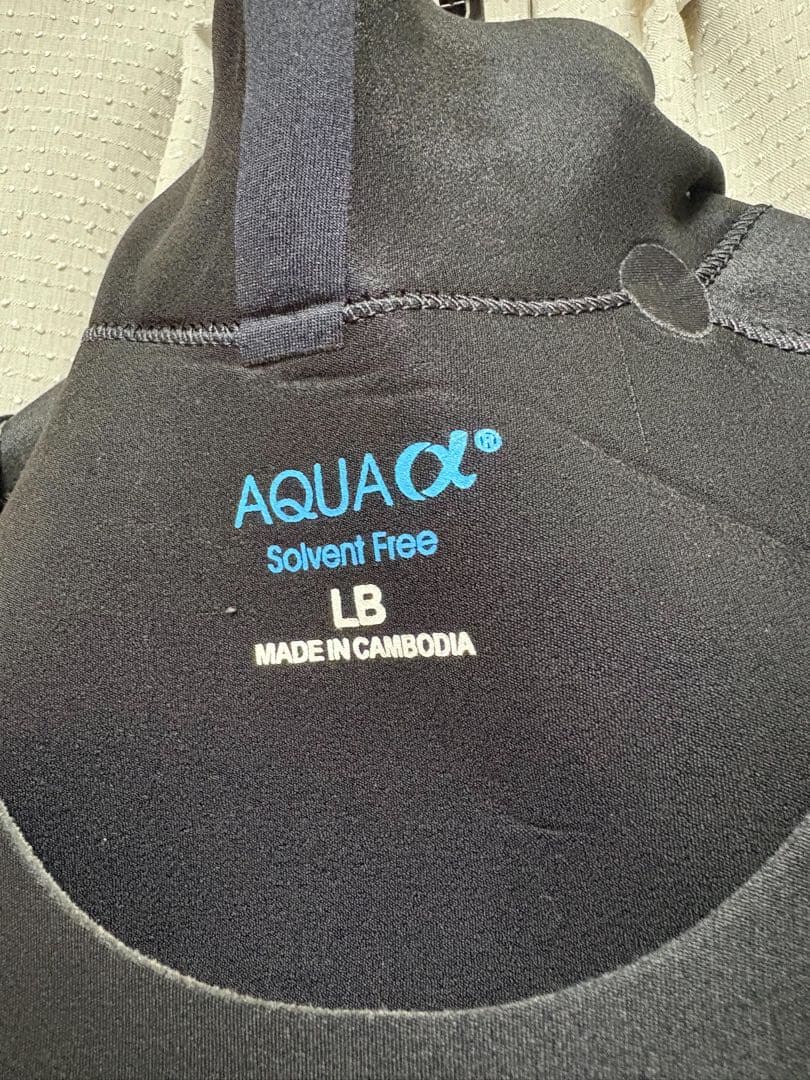 AQUAα®
Solvent Free
LB
MADE IN CAMBODIA